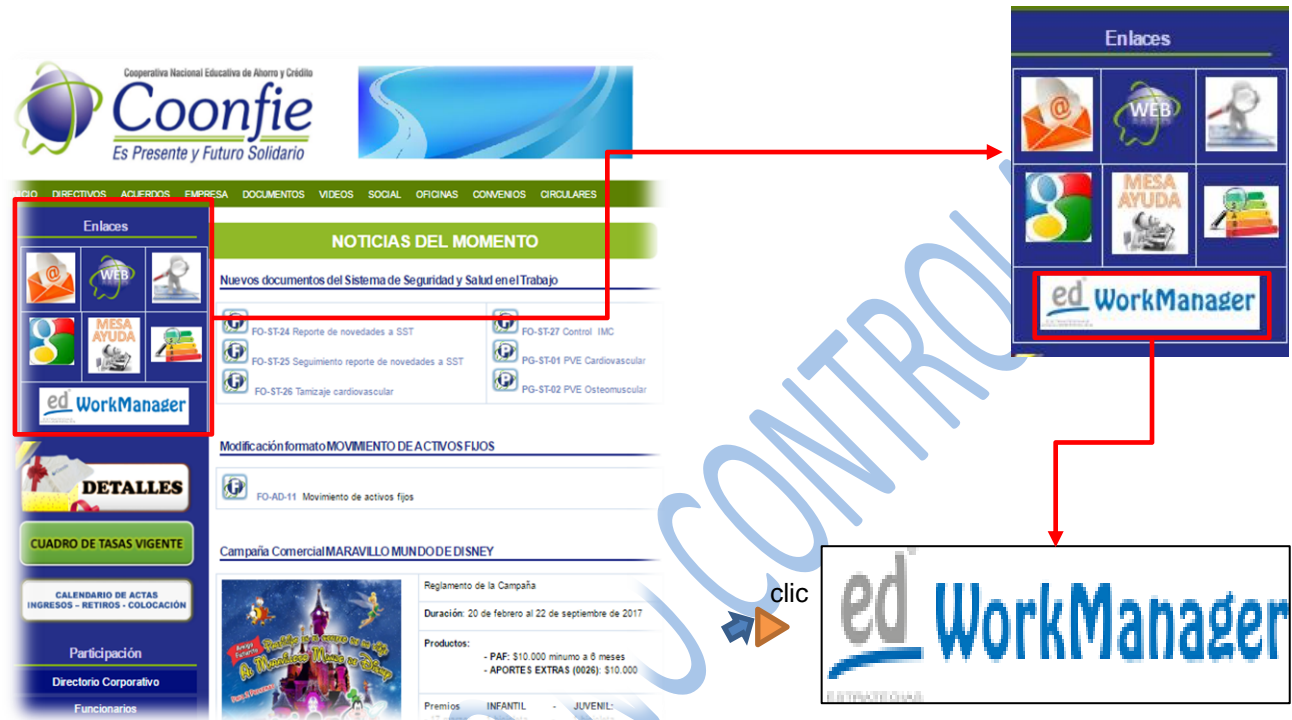 Cooperativa Nacional Educativa de Ahorro y Crédito
Coonfie
Es Presente y Futuro Solidario
DIRECTIVOS ACUERDOS EMPRESA DOCUMENTOS VIDEOS SOCIAL OFICINAS CONVENIOS CIRCULARES
Enlaces
@ WEB
MESA
AYUDA
ed WorkManager
DETALLES
CUADRO DE TASAS VIGENTE
CALENDARIO DE ACTAS
INGRESOS - RETIROS - COLOCACIÓN
Participación
Directorio Corporativo
Funcionarios
NOTICIAS DEL MOMENTO
Nuevos documentos del Sistema de Seguridad y Salud en el Trabajo
FO-ST-24 Reporte de novedades a SST
FO-ST-25 Seguimiento reporte de novedades a SST
FO-ST-26 Tamizaje cardiovascular
FO-ST-27 Control IMC
PG-ST-01 PVE Cardiovascular
PG-ST-02 PVE Osteomuscular
Modificación formato MOVIMIENTO DE ACTIVOS FIJOS
FO-AD-11 Movimiento de activos fijos
Campaña Comercial MARAVILLO MUNDO DE DISNEY
Reglamento de la Campaña
Duración: 20 de febrero al 22 de septiembre de 2017
Productos:
- PAF: $10.000 minumo a 6 meses
- APORTES EXTRAS (0026): $10.000
Premios INFANTIL - JUVENIL:
Enlaces
@ WEB
MESA
AYUDA
ed WorkManager
clic
ed WorkManager
CONTROL